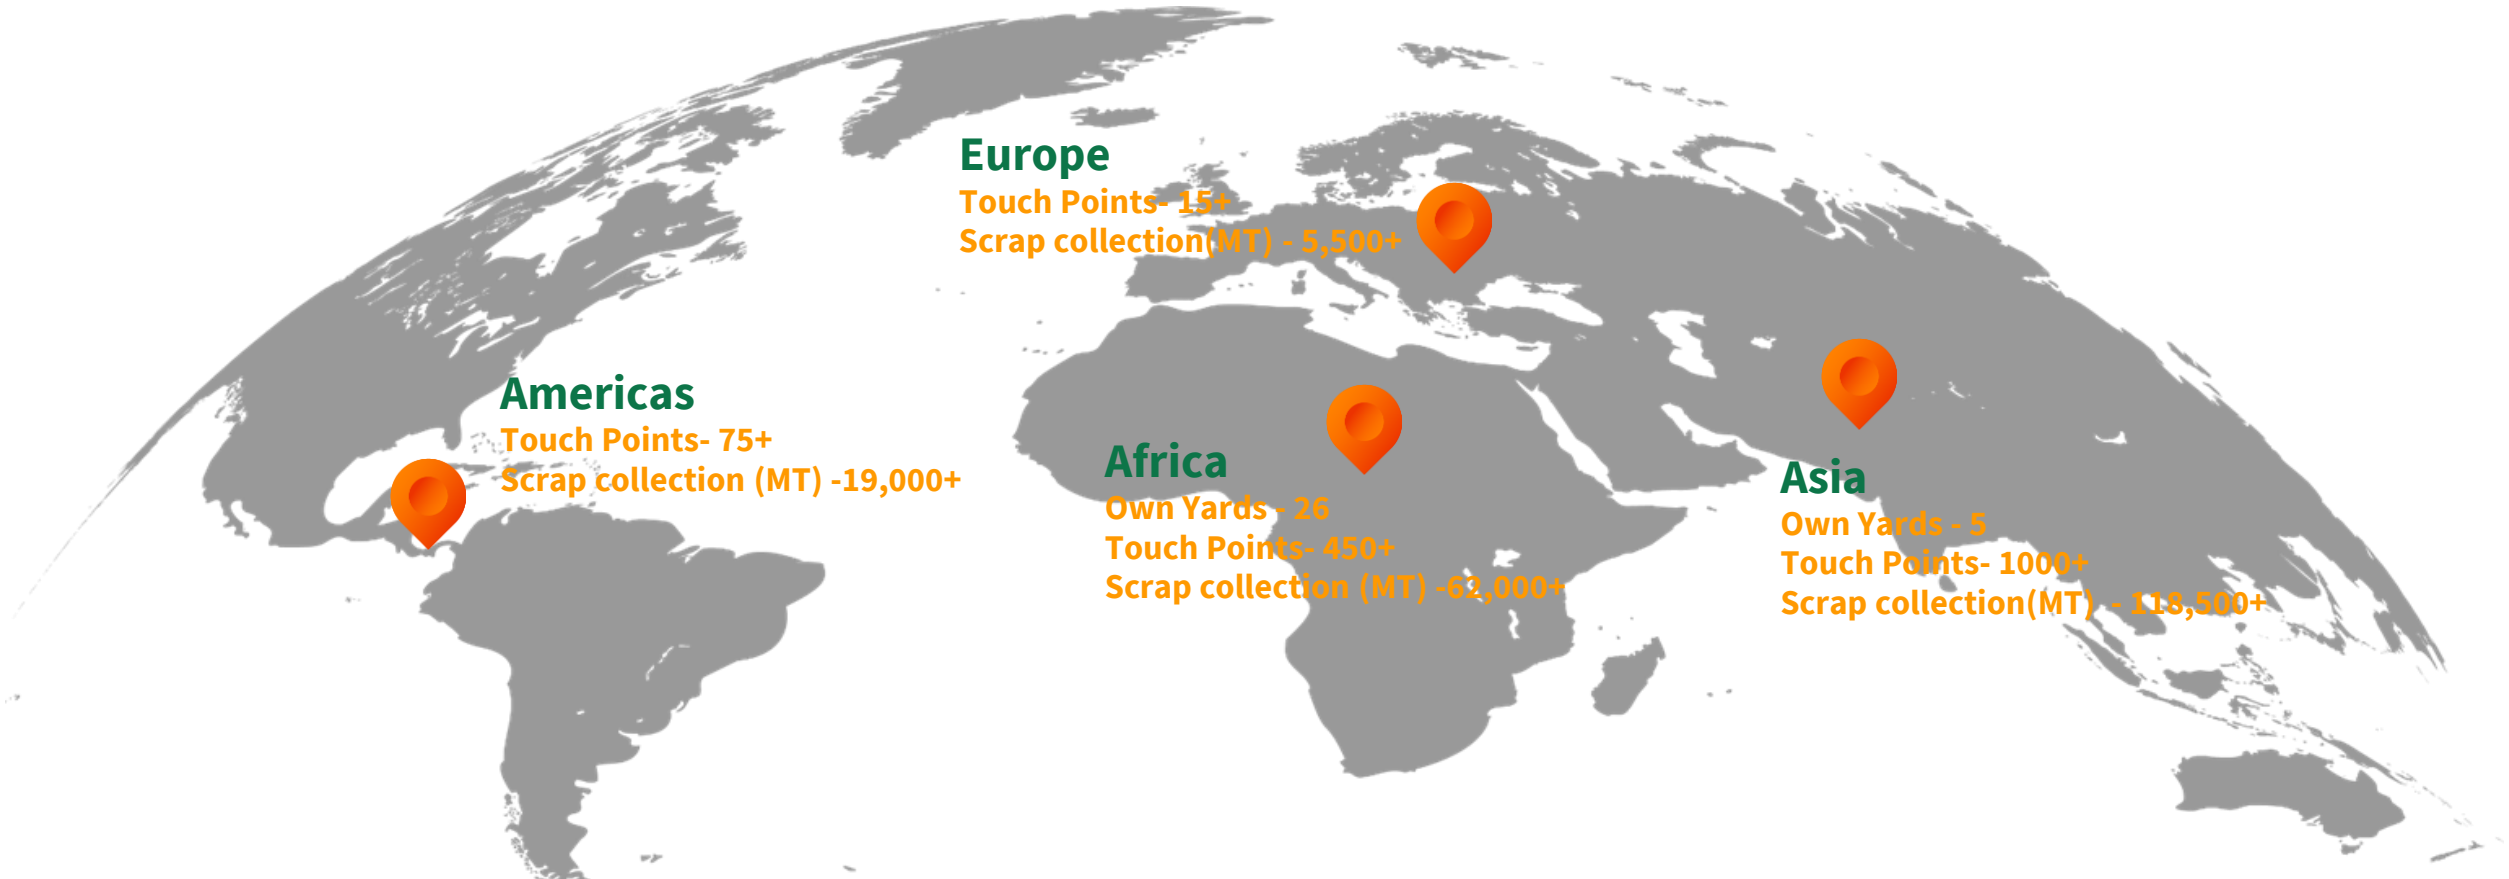 Europe
Touch Points- 15+
Scrap collection(MT) - 5,500+
Americas
Touch Points- 75+
Scrap collection (MT) -19,000+
Africa
Own Yards - 26
Touch Points- 450+
Scrap collection (MT) -62,000+
Asia
Own Yards - 5
Touch Points- 1000+
Scrap collection(MT)  - 118,500+